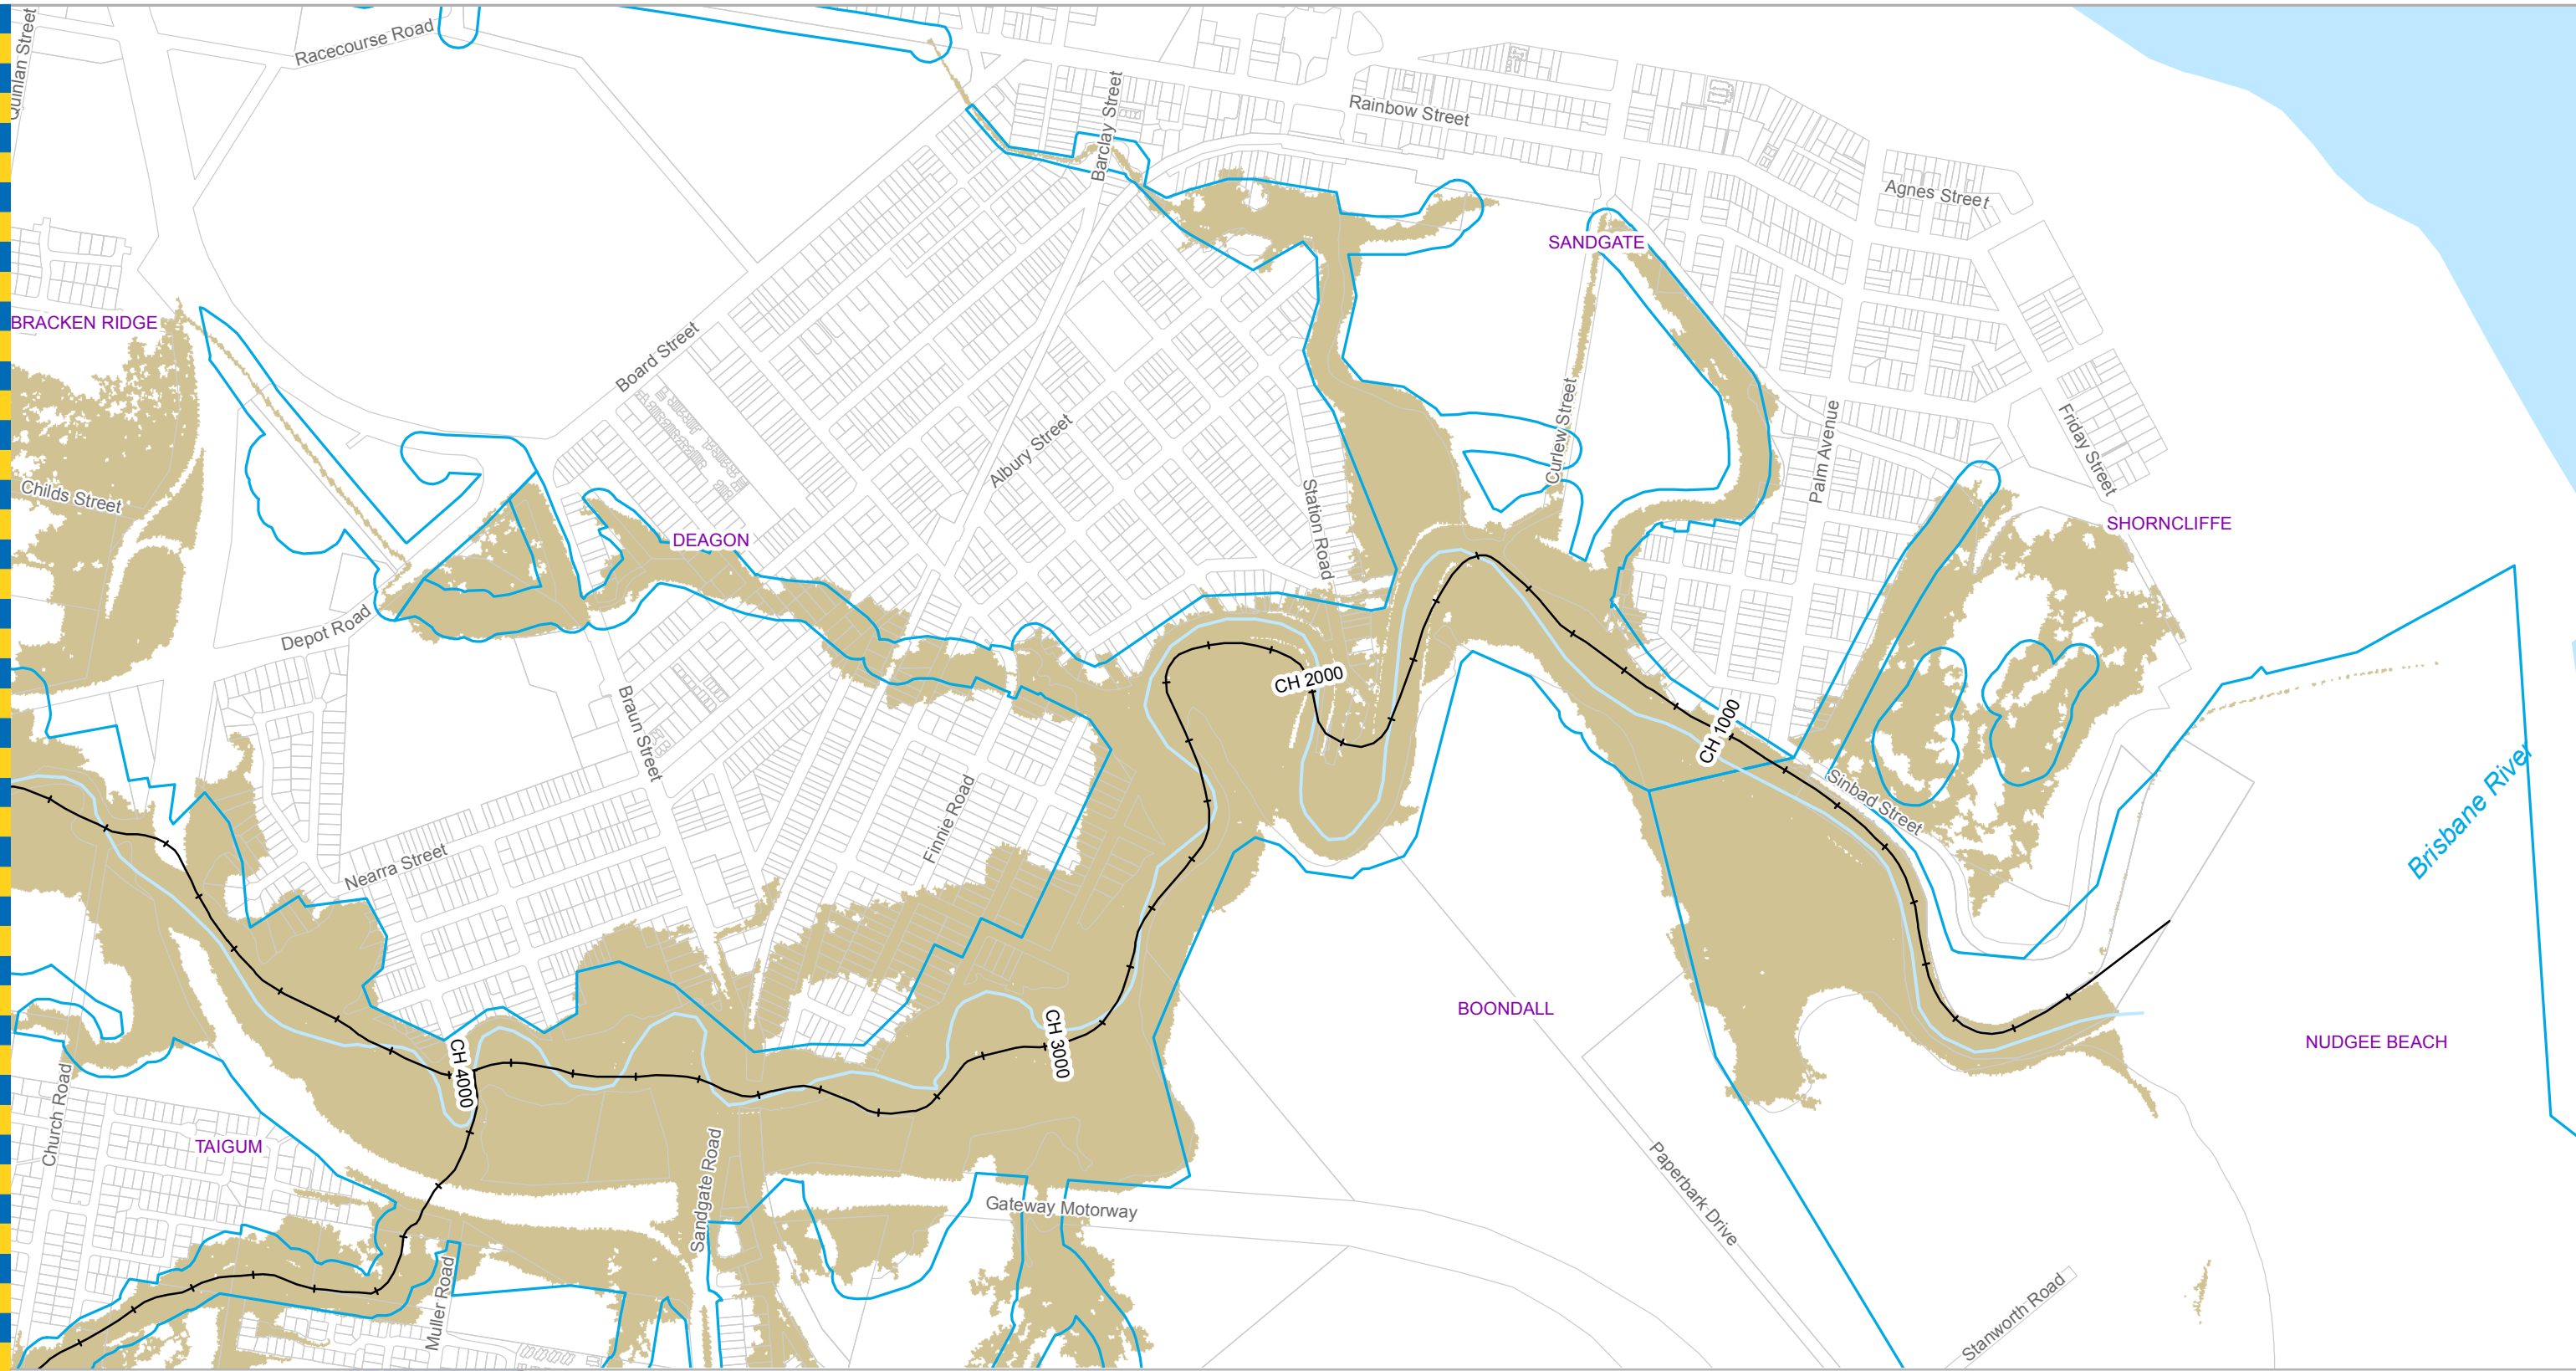 Quinlan Street
Racecourse Road
Barclay Street
Rainbow Street
Agnes Street
SANDGATE
BRACKEN RIDGE
Board Street
Albury Street
Curlew Street
Palm Avenue
Friday Street
Childs Street
Station Road
DEAGON
SHORNCLIFFE
Depot Road
Braun Street
CH 2000
CH 1000
Sinbad Street
Brisbane River
Finnie Road
Nearra Street
BOONDALL
CH 3000
CH 4000
NUDGEE BEACH
Church Road
TAIGUM
Sandgate Road
Gateway Motorway
Paperbark Drive
Muller Road
Stanworth Road